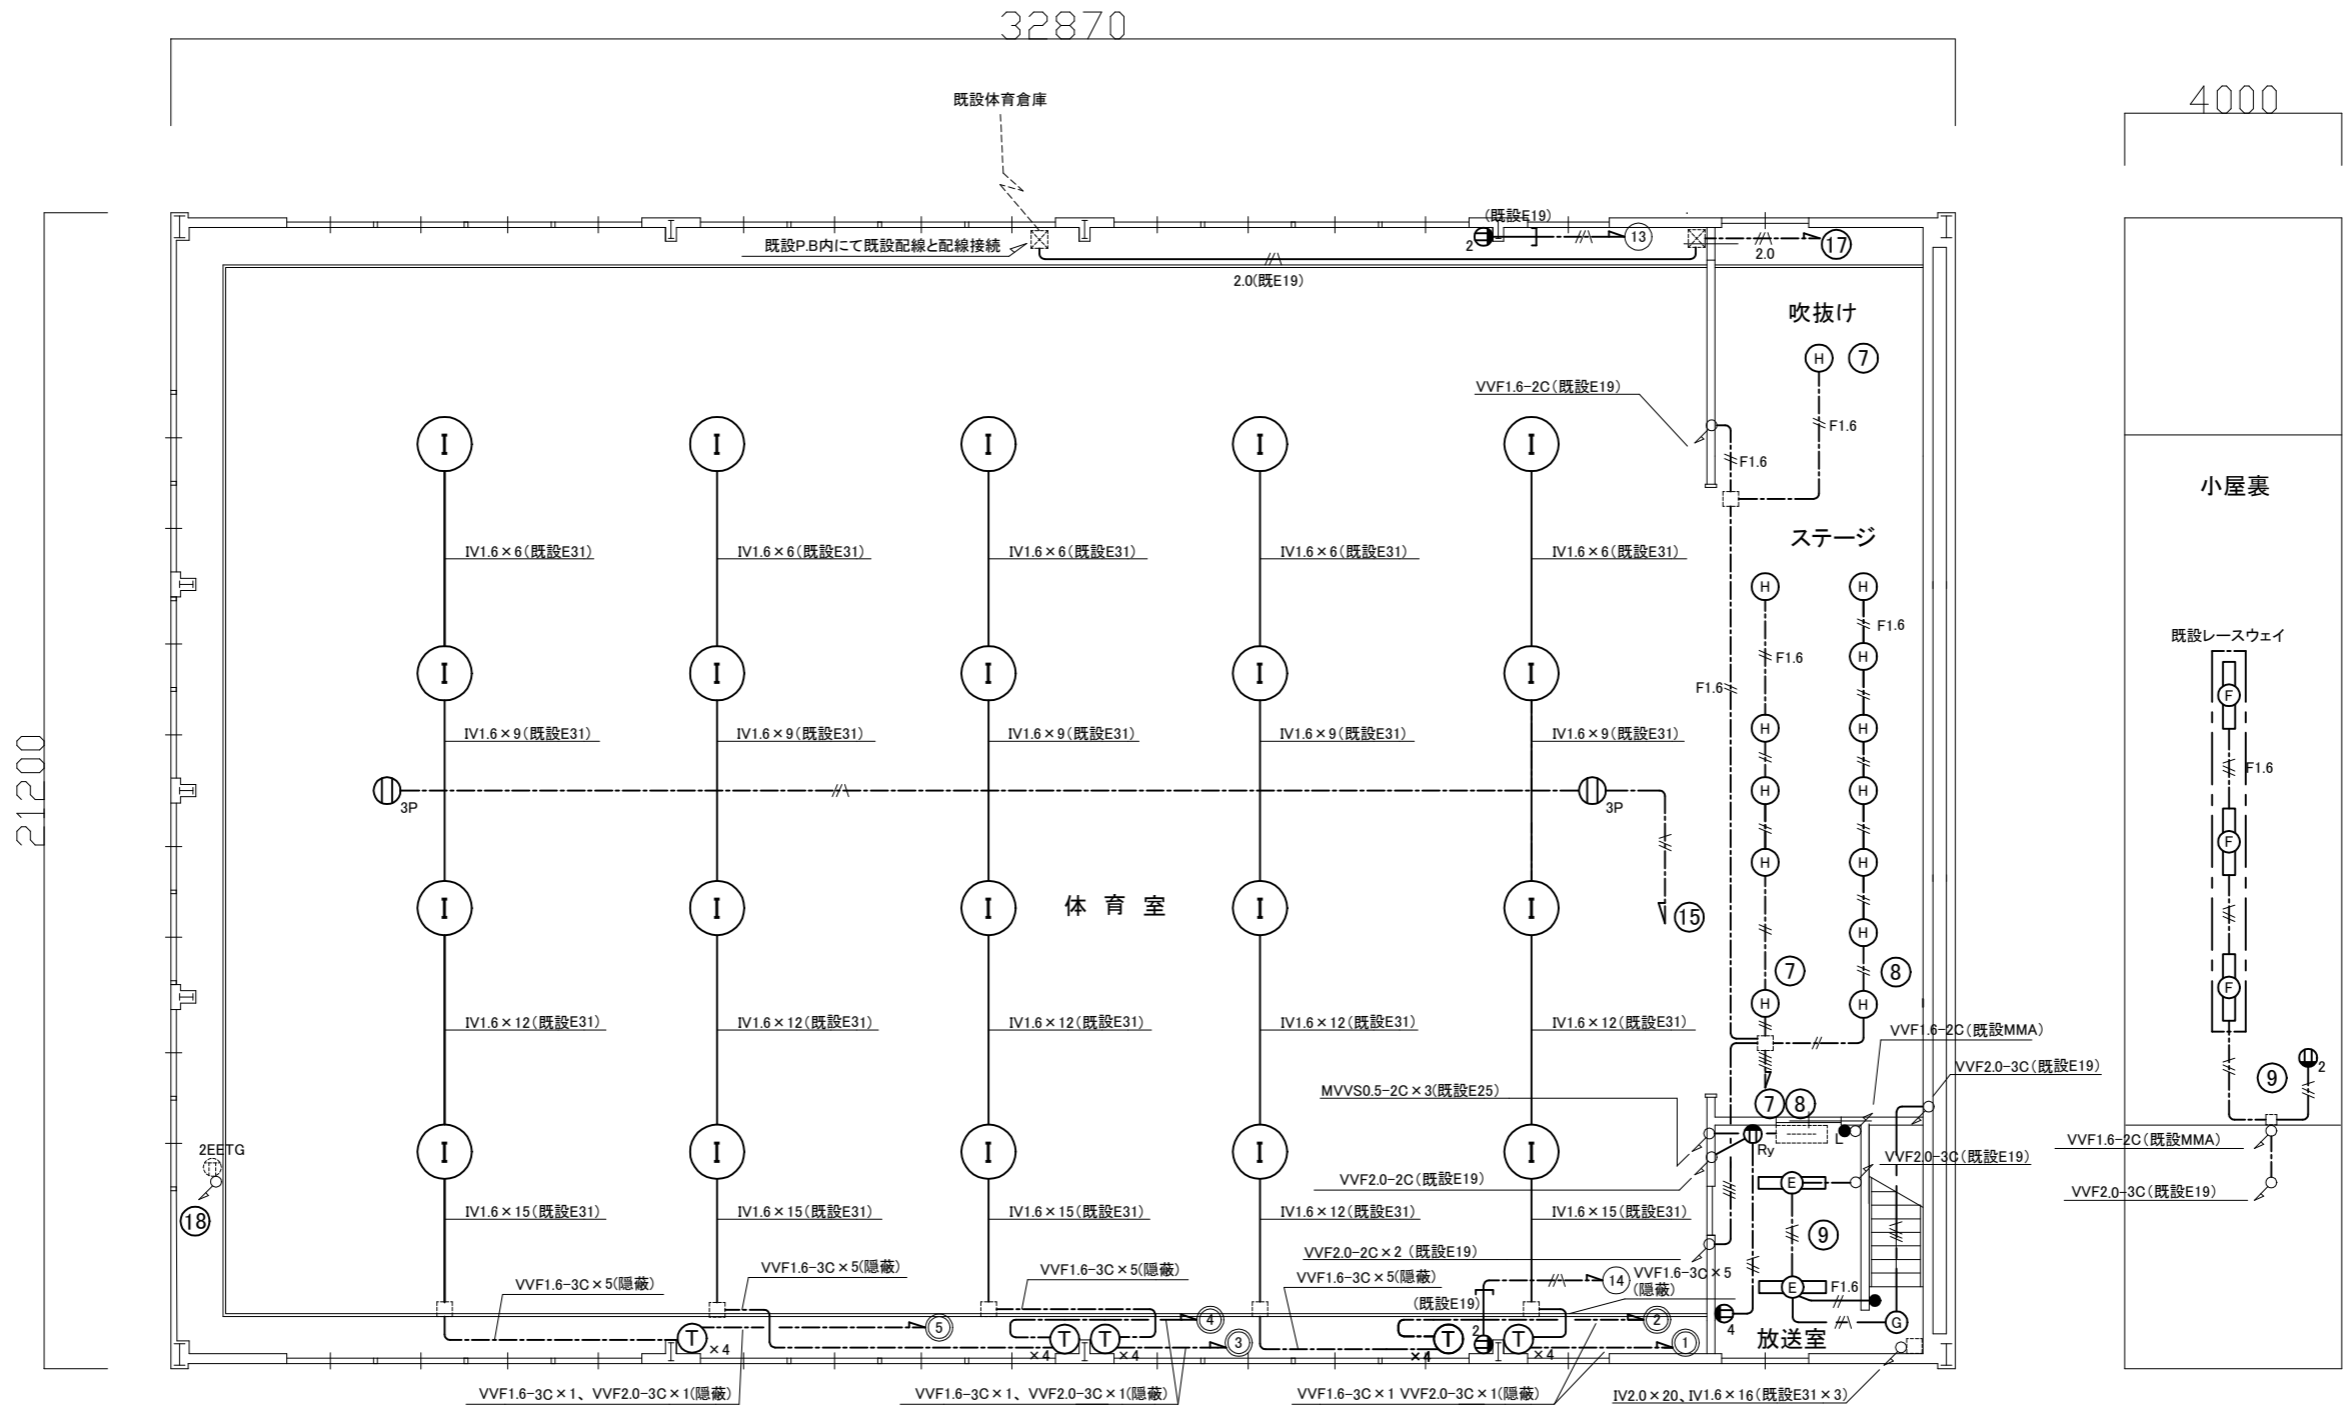 32870
4000
既設体育倉庫
(既設E19)
2
13
17
2.0
既設P.B内にて既設配線と配線接続
2.0(既E19)
吹抜け
H
7
VVF1.6-2C(既設E19)
F1.6
F1.6
小屋裏
ステージ
I
I
I
I
I
IV1.6×6(既設E31)
IV1.6×6(既設E31)
IV1.6×6(既設E31)
IV1.6×6(既設E31)
IV1.6×6(既設E31)
H
H
F1.6
H
F1.6
既設レースウェイ
F
F1.6
I
I
I
I
I
IV1.6×9(既設E31)
IV1.6×9(既設E31)
IV1.6×9(既設E31)
IV1.6×9(既設E31)
IV1.6×9(既設E31)
H
H
F1.6
21200
3P
3P
H
H
F
H
H
I
I
I
I
I
体育室
15
H
7
8
H
H
F
IV1.6×12(既設E31)
IV1.6×12(既設E31)
IV1.6×12(既設E31)
IV1.6×12(既設E31)
IV1.6×12(既設E31)
VVF1.6-2C(既設MMA)
VVF2.0-3C(既設E19)
9
2
MVVS0.5-2C×3(既設E25)
7
8
Ry
L
I
I
I
I
I
2EETG
VVF2.0-3C(既設E19)
VVF1.6-2C(既設MMA)
VVF2.0-2C(既設E19)
E
VVF2.0-3C(既設E19)
18
IV1.6×15(既設E31)
IV1.6×15(既設E31)
IV1.6×15(既設E31)
IV1.6×12(既設E31)
IV1.6×15(既設E31)
9
VVF2.0-2C×2(既設E19)
VVF1.6-3C×5(隠蔽)
VVF1.6-3C×5(隠蔽)
VVF1.6-3C×5(隠蔽)
VVF1.6-3C×5(隠蔽)
14
VVF1.6-3C×5
(隠蔽)
(既設E19)
E
F1.6
5
4
3
2
1
T
×4
T
×4
T
×4
T
×4
2
T
×4
4
G
放送室
VVF1.6-3C×1、VVF2.0-3C×1(隠蔽)
VVF1.6-3C×1、VVF2.0-3C×1(隠蔽)
VVF1.6-3C×1 VVF2.0-3C×1(隠蔽)
IV2.0×20、IV1.6×16(既設E31×3)